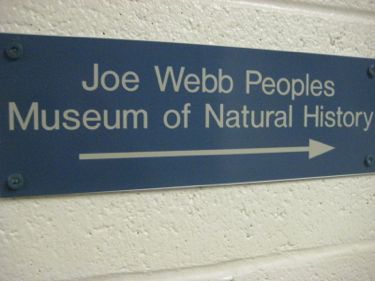 Joe Webb Peoples
Museum of Natural History